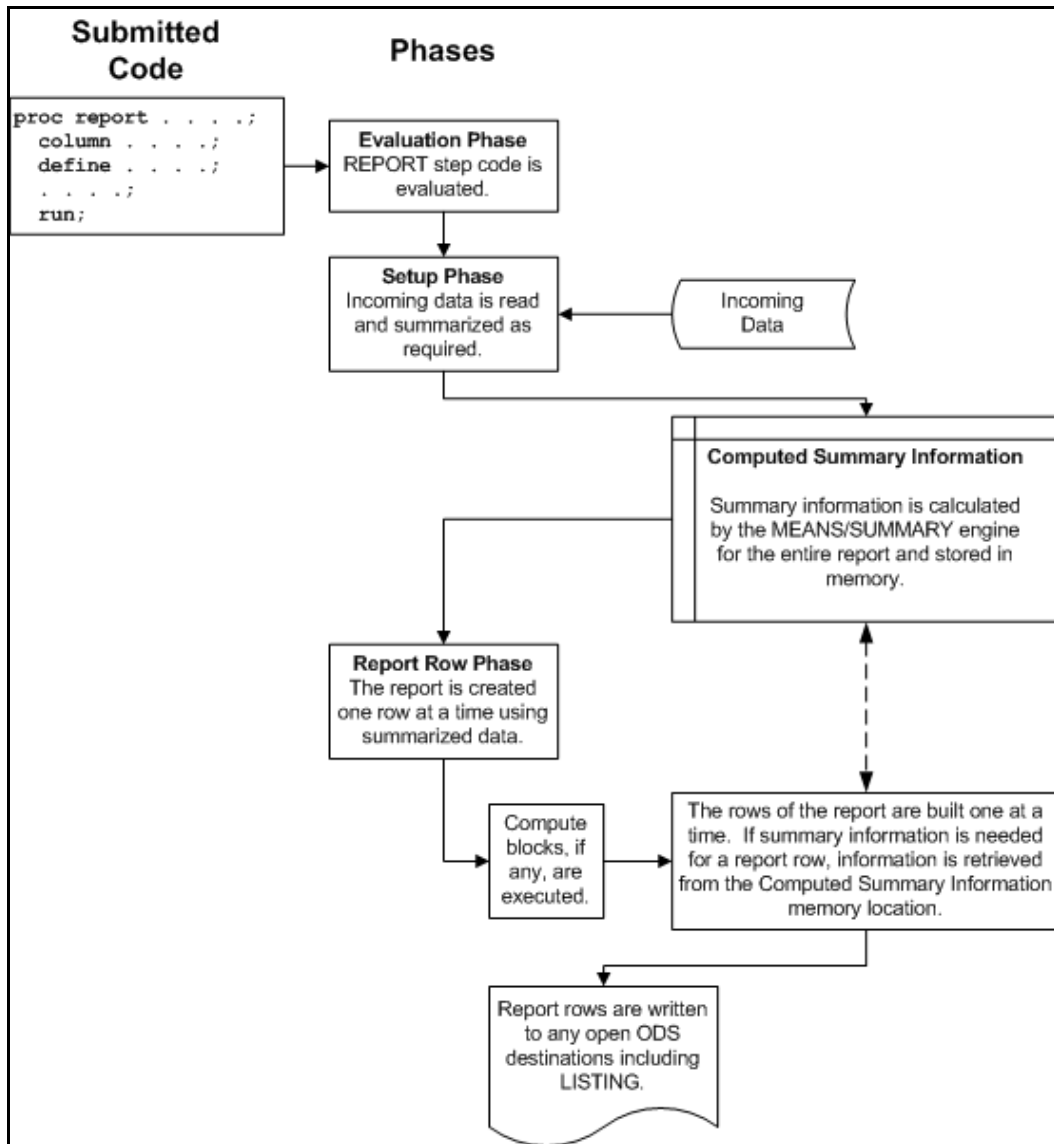 Submitted
Code
Phases
proc report . . . .;
column . . . .;
define . . . .;
. . . .;
run;
Evaluation Phase
REPORT step code is
evaluated.
Setup Phase
Incoming data is read
and summarized as
required.
Incoming
Data
Computed Summary Information
Summary information is calculated
by the MEANS/SUMMARY engine
for the entire report and stored in
memory.
Report Row Phase
The report is created
one row at a time using
summarized data.
Compute
blocks, if
any, are
executed.
The rows of the report are built one at a
time.  If summary information is needed
for a report row, information is retrieved
from the Computed Summary Information
memory location.
Report rows are written
to any open ODS
destinations including
LISTING.